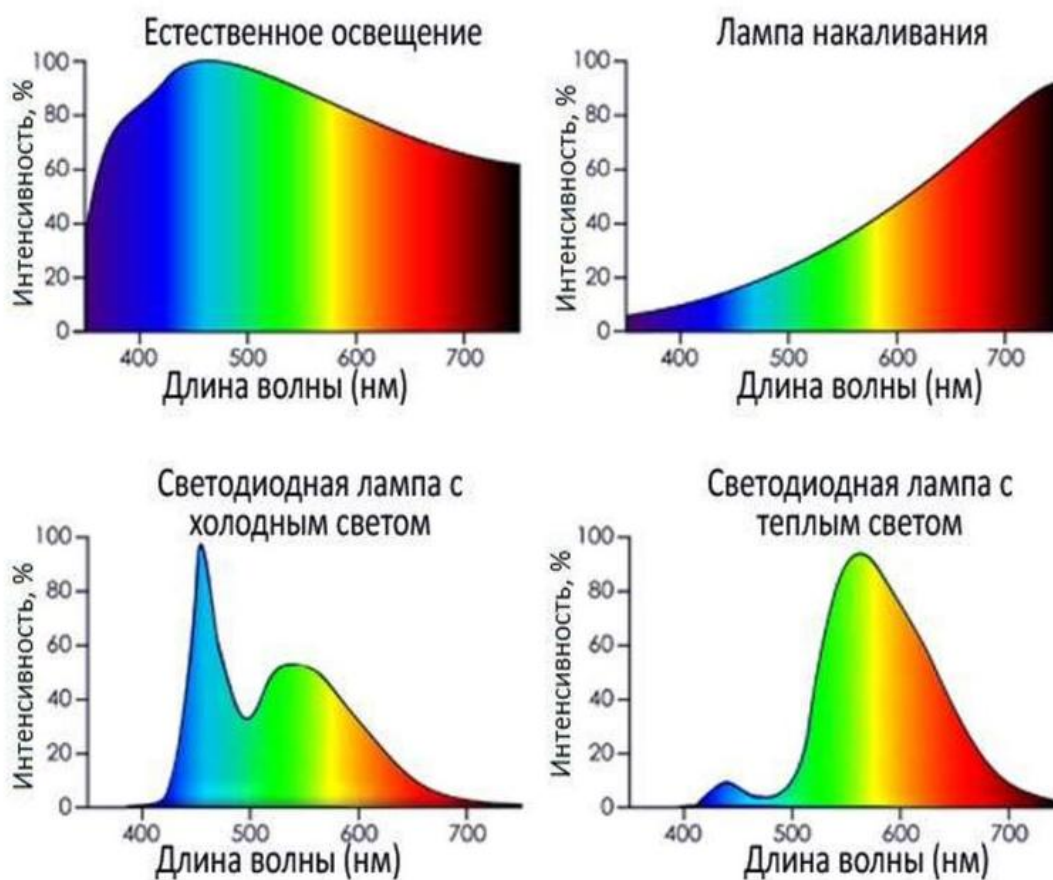 Естественное освещение
Интенсивность, %
100
80
60
40
20
0
400 500 600 700
Длина волны (нм)
Лампа накаливания
Интенсивность, %
100
80
60
40
20
0
400 500 600 700
Длина волны (нм)
Светодиодная лампа с
холодным светом
Интенсивность, %
100
80
60
40
20
0
400 500 600 700
Длина волны (нм)
Светодиодная лампа с
теплым светом
Интенсивность, %
100
80
60
40
20
0
400 500 600 700
Длина волны (нм)